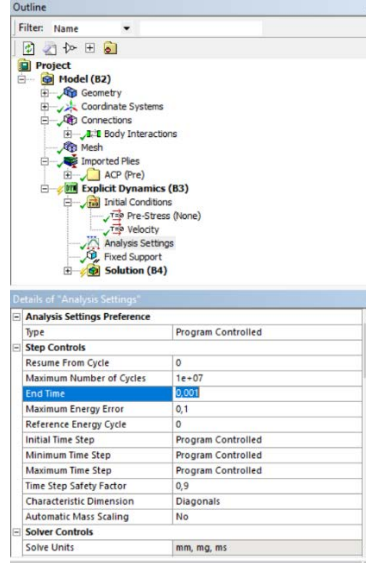 Outline
Filter: Name
Project
Model (B2)
Geometry
Coordinate Systems
Connections
Body Interactions
Mesh
Imported Plies
ACP (Pre)
Explicit Dynamics (B3)
Initial Conditions
Pre-Stress (None)
Velocity
Analysis Settings
Fixed Support
Solution (B4)
Details of "Analysis Settings"
Analysis Settings Preference
Type Program Controlled
Step Controls
Resume From Cycle 0
Maximum Number of Cycles 1e+07
End Time 0,001
Maximum Energy Error 0,1
Reference Energy Cycle 0
Initial Time Step Program Controlled
Minimum Time Step Program Controlled
Maximum Time Step Program Controlled
Time Step Safety Factor 0,9
Characteristic Dimension Diagonals
Automatic Mass Scaling No
Solver Controls
Solve Units mm, mg, ms